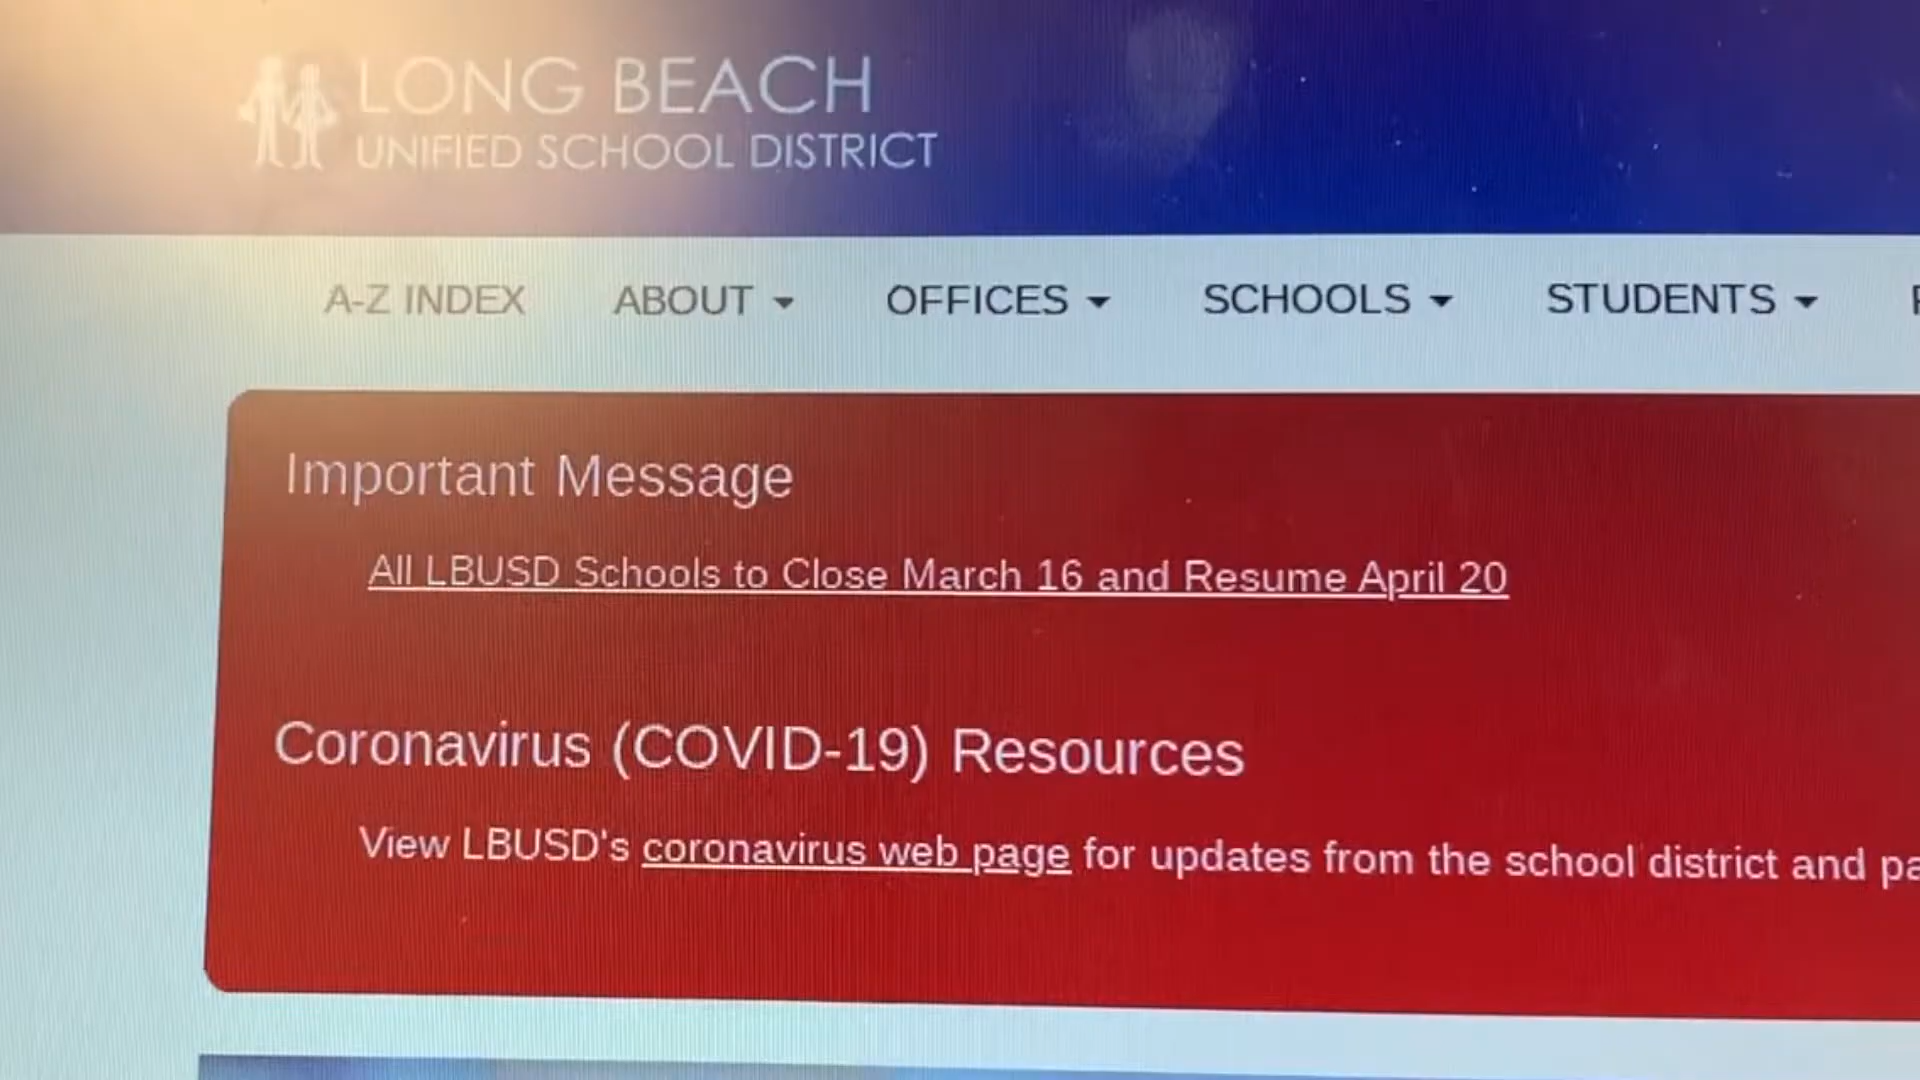 LONG BEACH
UNIFIED SCHOOL DISTRICT
A-Z INDEX ABOUT OFFICES SCHOOLS STUDENTS
Important Message
All LBUSD Schools to Close March 16 and Resume April 20
Coronavirus (COVID-19) Resources
View LBUSD's coronavirus web page for updates from the school district and